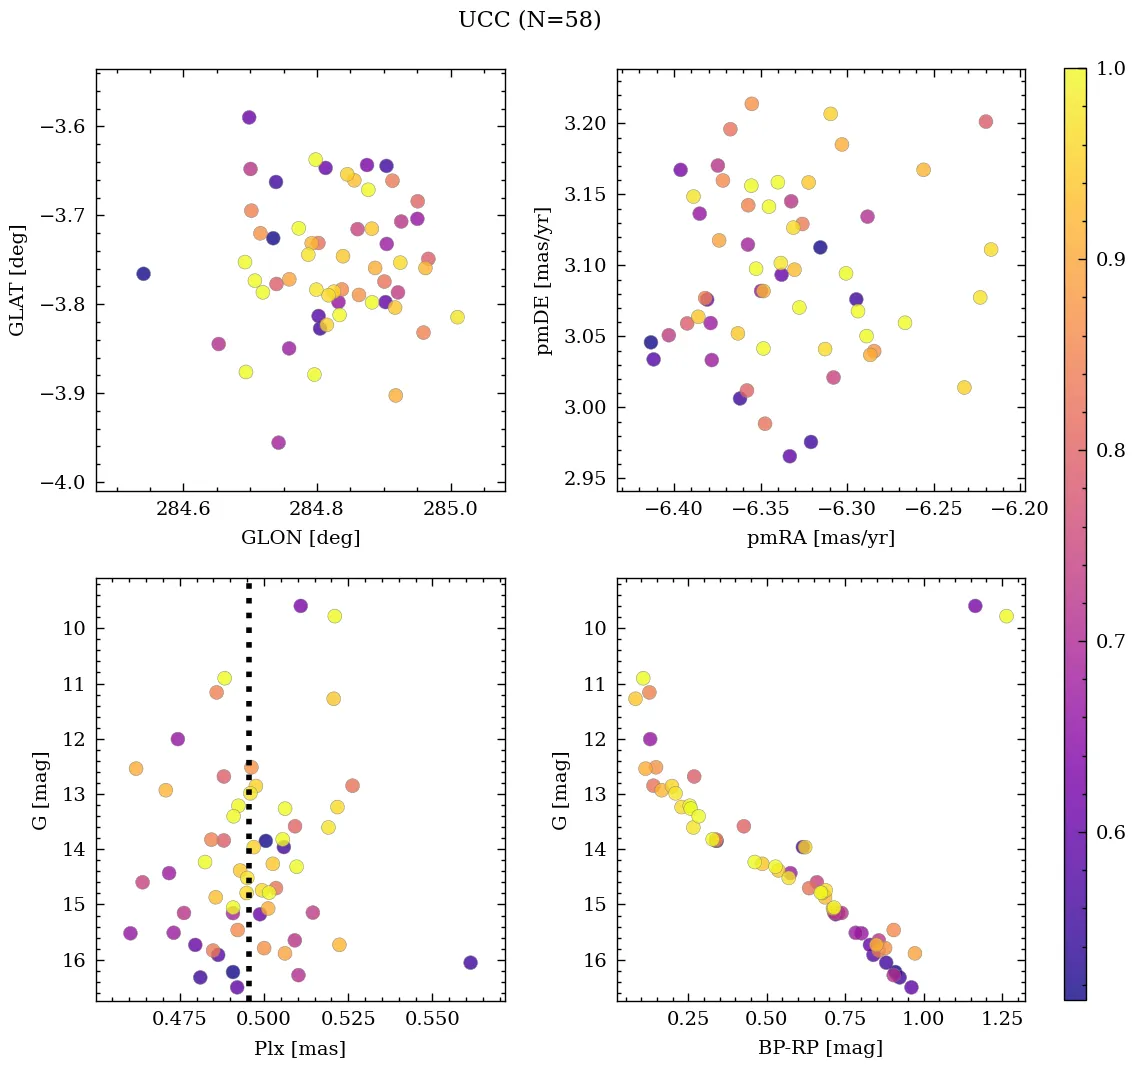 UCC (N=58)
−3.6
−3.7
−3.8
−3.9
−4.0
GLAT [deg]
284.6 284.8 285.0
GLON [deg]
3.20
3.15
3.10
3.05
3.00
2.95
pmDE [mas/yr]
−6.40 −6.35 −6.30 −6.25 −6.20
pmRA [mas/yr]
10
11
12
13
14
15
16
G [mag]
0.475 0.500 0.525 0.550
Plx [mas]
10
11
12
13
14
15
16
G [mag]
0.25 0.50 0.75 1.00 1.25
BP-RP [mag]
1.0
0.9
0.8
0.7
0.6